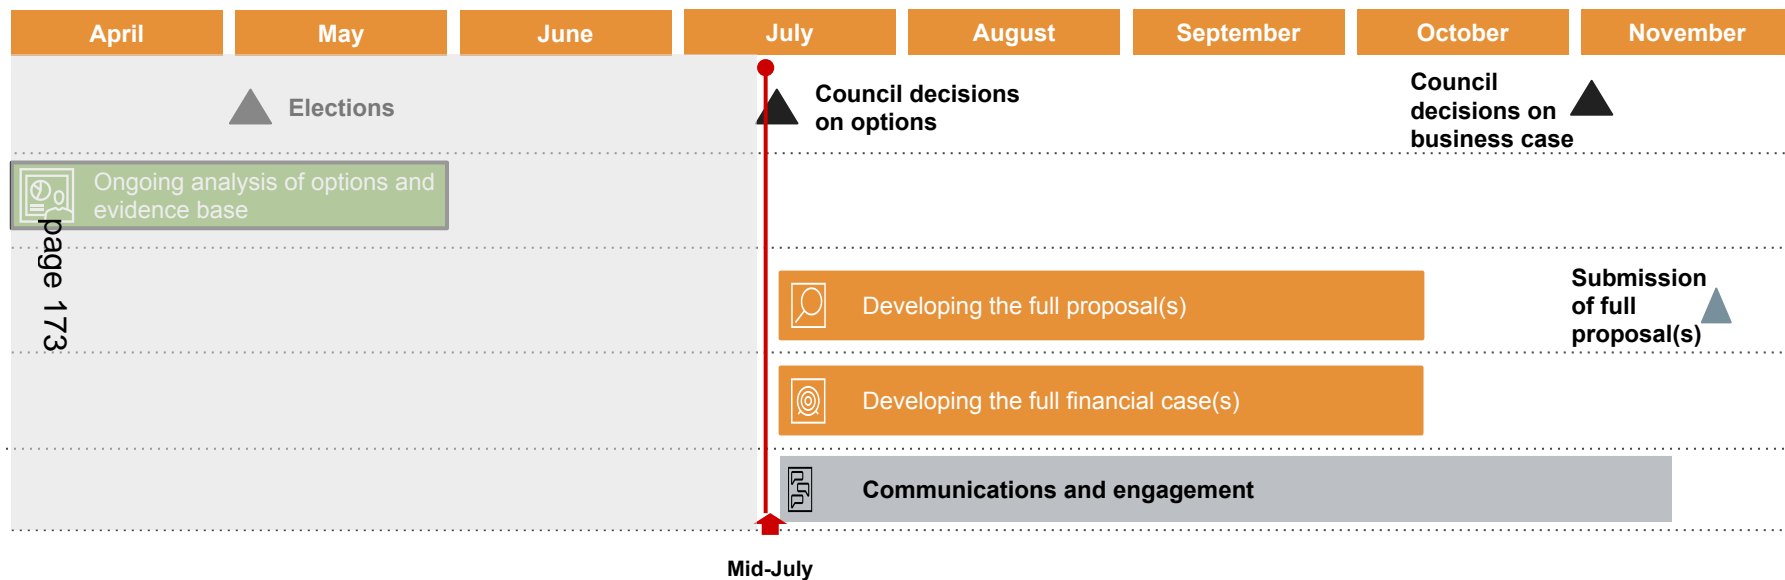 April
May
June
July
August
September
October
November
Elections
Council decisions
on options
Council
decisions on
business case
Ongoing analysis of options and
evidence base
page 173
Developing the full proposal(s)
Submission
of full
proposal(s)
Developing the full financial case(s)
Communications and engagement
Mid-July